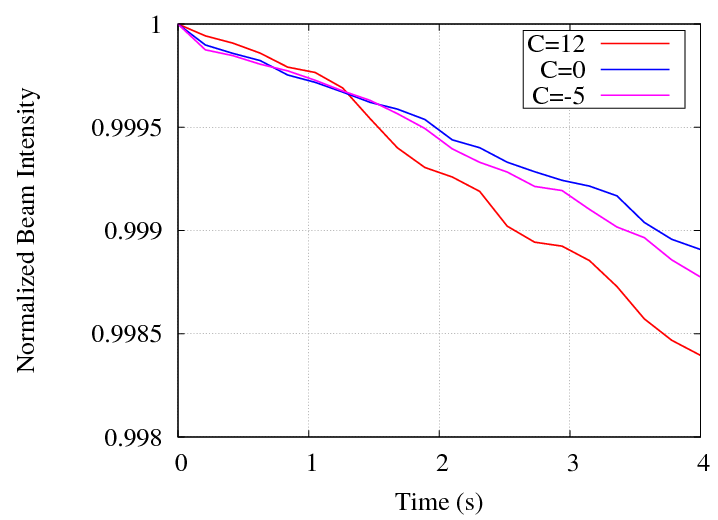 1
0.9995
0.999
0.9985
0.998
0 1 2 3 4
Normalized Beam Intensity
Time (s)
C=12
C=0
C=-5